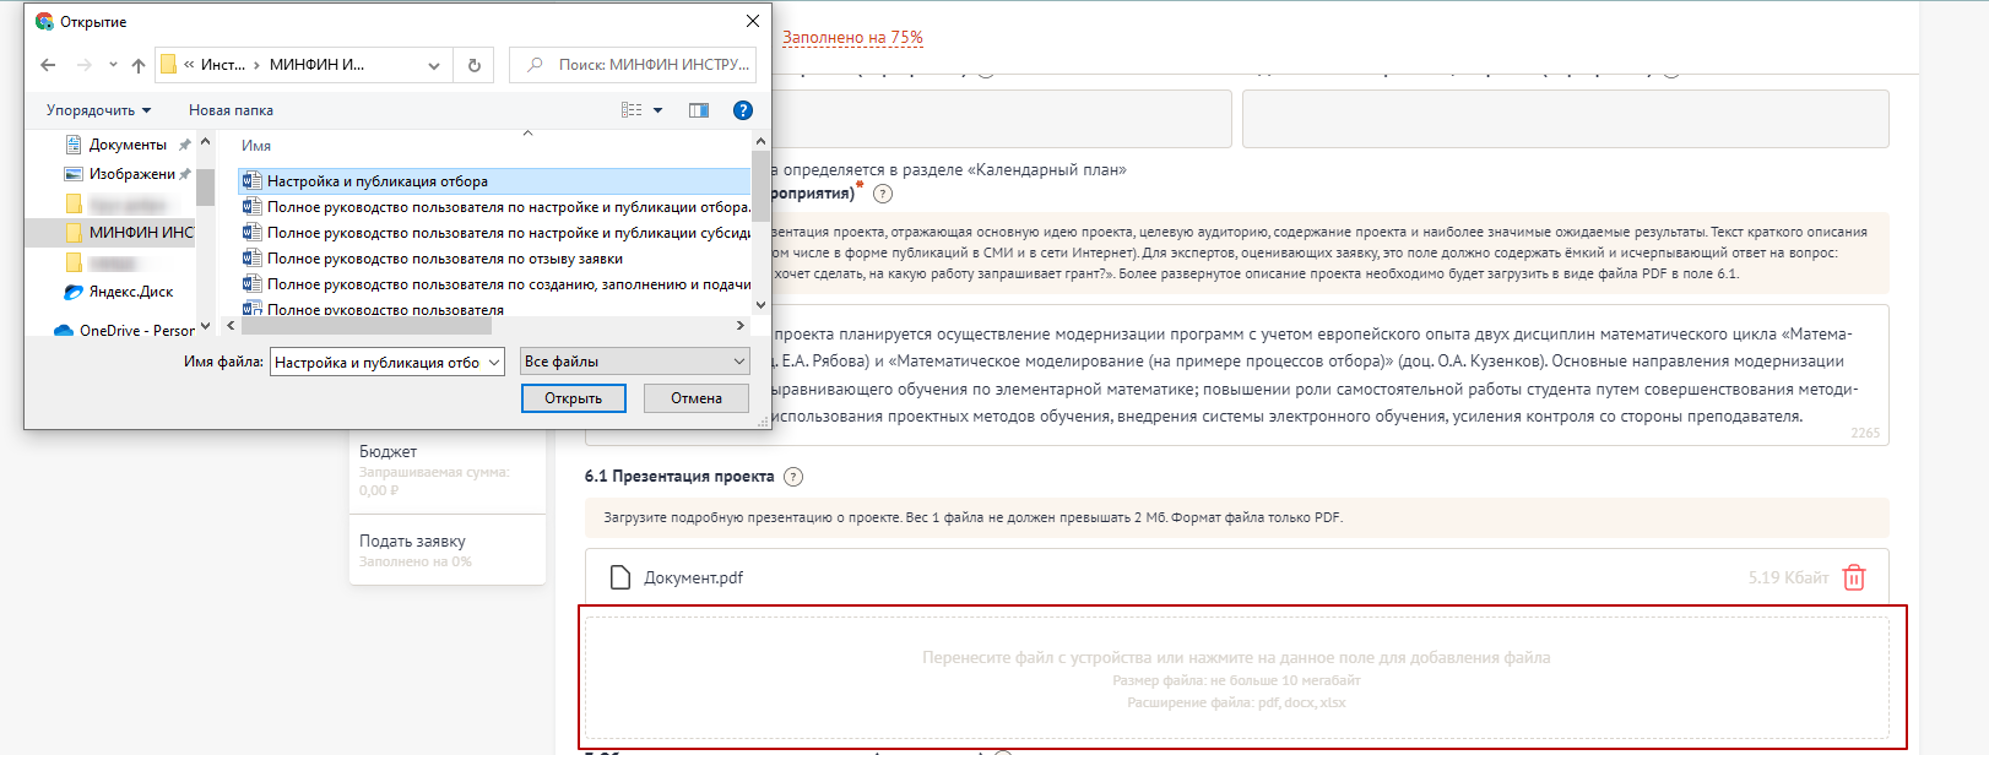 Открытие
« Инст... › МИНФИН И...
Поиск: МИНФИН ИНСТРУ...
Упорядочить
Новая папка
Документы
Изображени
МИНФИН ИНС
Яндекс.Диск
OneDrive - Person
Имя
Настройка и публикация отбора
Полное руководство пользователя по настройке и публикации отбора.
Полное руководство пользователя по настройке и публикации субсиди
Полное руководство пользователя по отзыву заявки
Полное руководство пользователя по созданию, заполнению и подачи
Полное руководство пользователя
Имя файла:
Настройка и публикация отбо
Все файлы
Открыть
Отмена
Заполнено на 75%
а определяется в разделе «Календарный план»
роприятия)* ?
зентация проекта, отражающая основную идею проекта, целевую аудиторию, содержание проекта и наиболее значимые ожидаемые результаты. Текст краткого описания
ом числе в форме публикаций в СМИ и в сети Интернет). Для экспертов, оценивающих заявку, это поле должно содержать ёмкий и исчерпывающий ответ на вопрос:
хочет сделать, на какую работу запрашивает грант?». Более развернутое описание проекта необходимо будет загрузить в виде файла PDF в поле 6.1.
проекта планируется осуществление модернизации программ с учетом европейского опыта двух дисциплин математического цикла «Матема-
. Е.А. Рябова) и «Математическое моделирование (на примере процессов отбора)» (доц. О.А. Кузенков). Основные направления модернизации
ыравнивающего обучения по элементарной математике; повышении роли самостоятельной работы студента путем совершенствования методи-
использования проектных методов обучения, внедрения системы электронного обучения, усиления контроля со стороны преподавателя.
2265
Бюджет
Запрашиваемая сумма:
0,00 ₽
Подать заявку
Заполнено на 0%
6.1 Презентация проекта ?
Загрузите подробную презентацию о проекте. Вес 1 файла не должен превышать 2 Мб. Формат файла только PDF.
Документ.pdf
5.19 Кбайт
Перенесите файл с устройства или нажмите на данное поле для добавления файла
Размер файла: не больше 10 мегабайт
Расширение файла: pdf, docx, xlsx